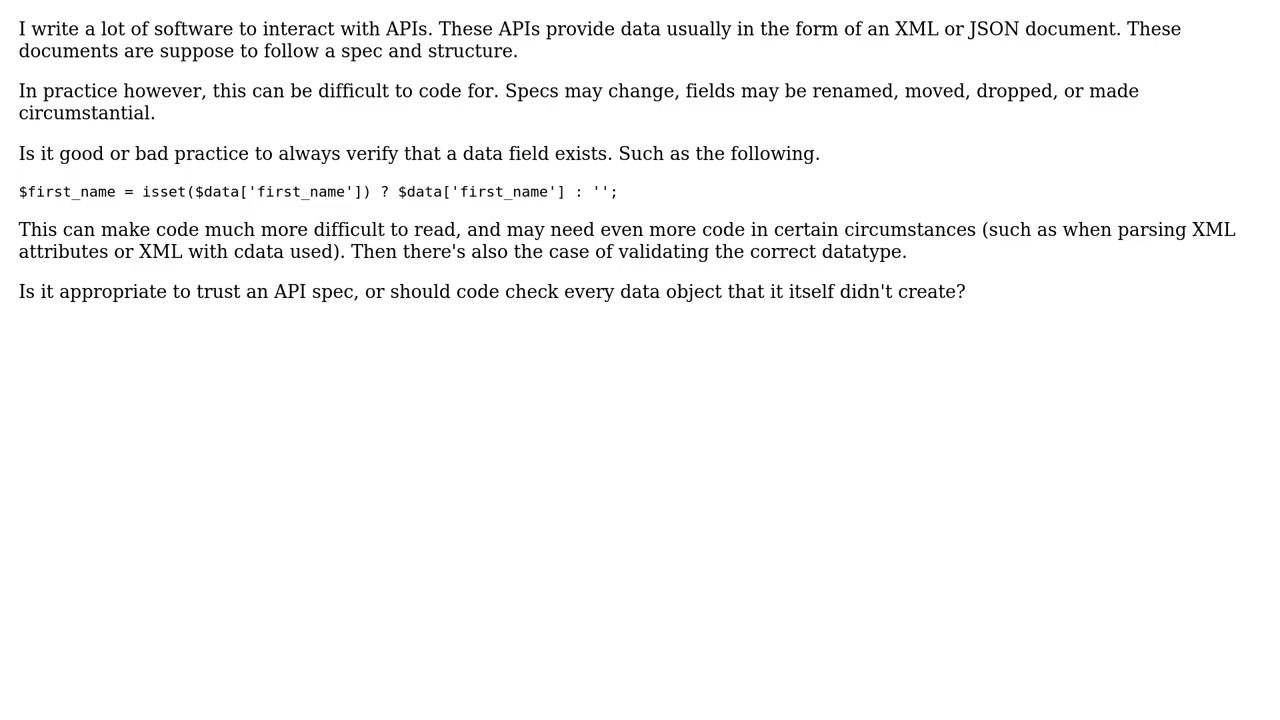 I write a lot of software to interact with APIs. These APIs provide data usually in the form of an XML or JSON document. These
documents are suppose to follow a spec and structure.
In practice however, this can be difficult to code for. Specs may change, fields may be renamed, moved, dropped, or made
circumstantial.
Is it good or bad practice to always verify that a data field exists. Such as the following.
$first_name = isset($data['first_name']) ? $data['first_name'] : '';
This can make code much more difficult to read, and may need even more code in certain circumstances (such as when parsing XML
attributes or XML with cdata used). Then there's also the case of validating the correct datatype.
Is it appropriate to trust an API spec, or should code check every data object that it itself didn't create?